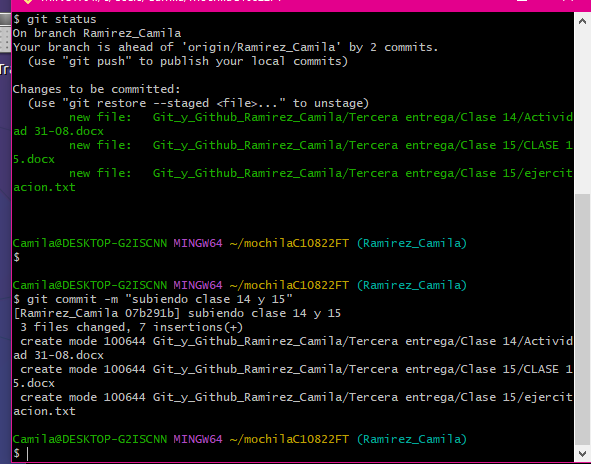 $ git status
On branch Ramirez_Camila
Your branch is ahead of 'origin/Ramirez_Camila' by 2 commits.
  (use "git push" to publish your local commits)

Changes to be committed:
  (use "git restore --staged <file>..." to unstage)
        new file:   Git_y_Github_Ramirez_Camila/Tercera entrega/Clase 14/Activid
ad 31-08.docx
        new file:   Git_y_Github_Ramirez_Camila/Tercera entrega/Clase 15/CLASE 1
5.docx
        new file:   Git_y_Github_Ramirez_Camila/Tercera entrega/Clase 15/ejercit
acion.txt

Camila@DESKTOP-G2ISCNN MINGW64 ~/mochilaC10822FT (Ramirez_Camila)
$

Camila@DESKTOP-G2ISCNN MINGW64 ~/mochilaC10822FT (Ramirez_Camila)
$ git commit -m "subiendo clase 14 y 15"
[Ramirez_Camila 07b291b] subiendo clase 14 y 15
 3 files changed, 7 insertions(+)
 create mode 100644 Git_y_Github_Ramirez_Camila/Tercera entrega/Clase 14/Activid
ad 31-08.docx
 create mode 100644 Git_y_Github_Ramirez_Camila/Tercera entrega/Clase 15/CLASE 1
5.docx
 create mode 100644 Git_y_Github_Ramirez_Camila/Tercera entrega/Clase 15/ejercit
acion.txt

Camila@DESKTOP-G2ISCNN MINGW64 ~/mochilaC10822FT (Ramirez_Camila)
$